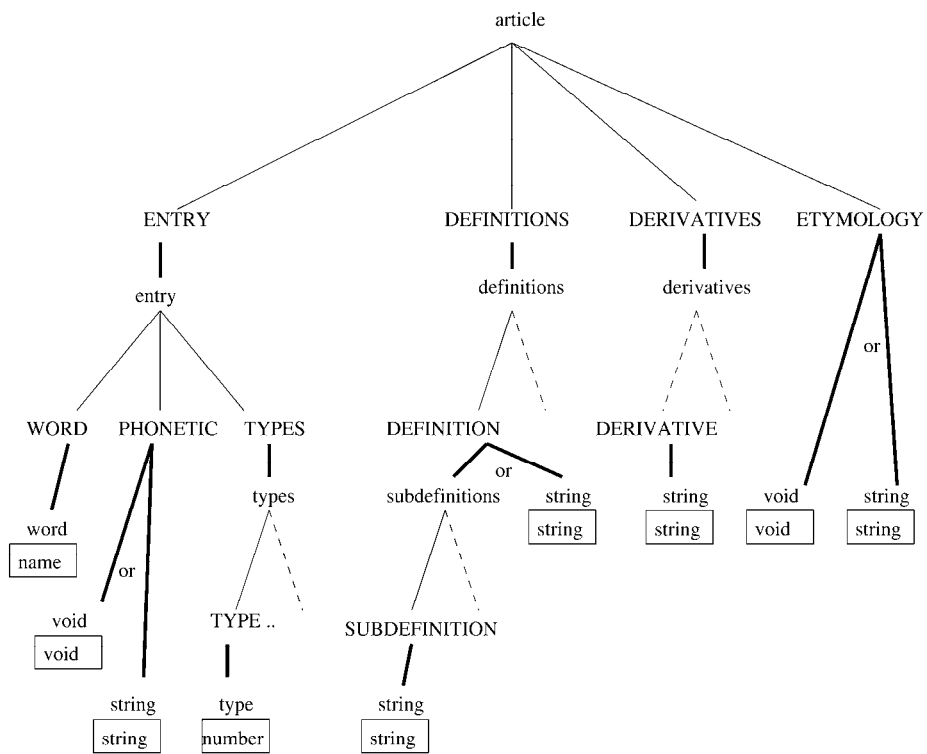 article
ENTRY DEFINITIONS DERIVATIVES ETYMOLOGY
entry definitions derivatives
or
WORD PHONETIC TYPES DEFINITION DERIVATIVE
or
types subdefinitions string string void string
string string void string
word
name
or
void TYPE .. SUBDEFINITION
void
string type string
string number string